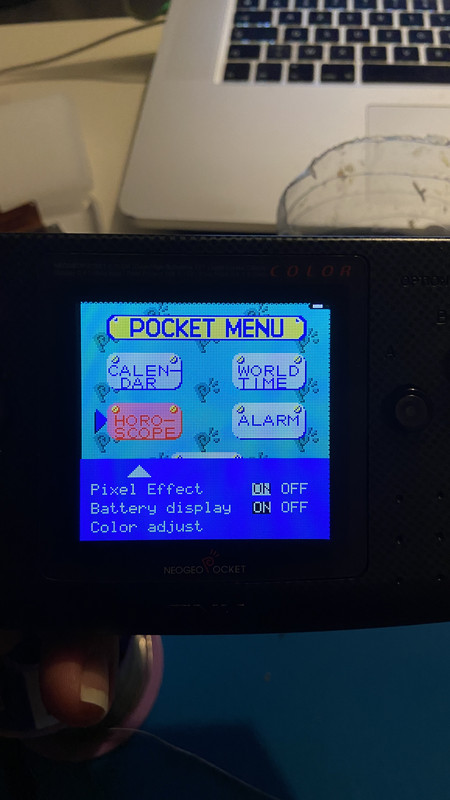 COLOR
OPTION
POCKET MENU
CALEN-
DAR
WORLD
TIME
HORO-
SCOPE
ALARM
Pixel Effect ON OFF
Battery display ON OFF
Color adjust
NEOGEO POCKET